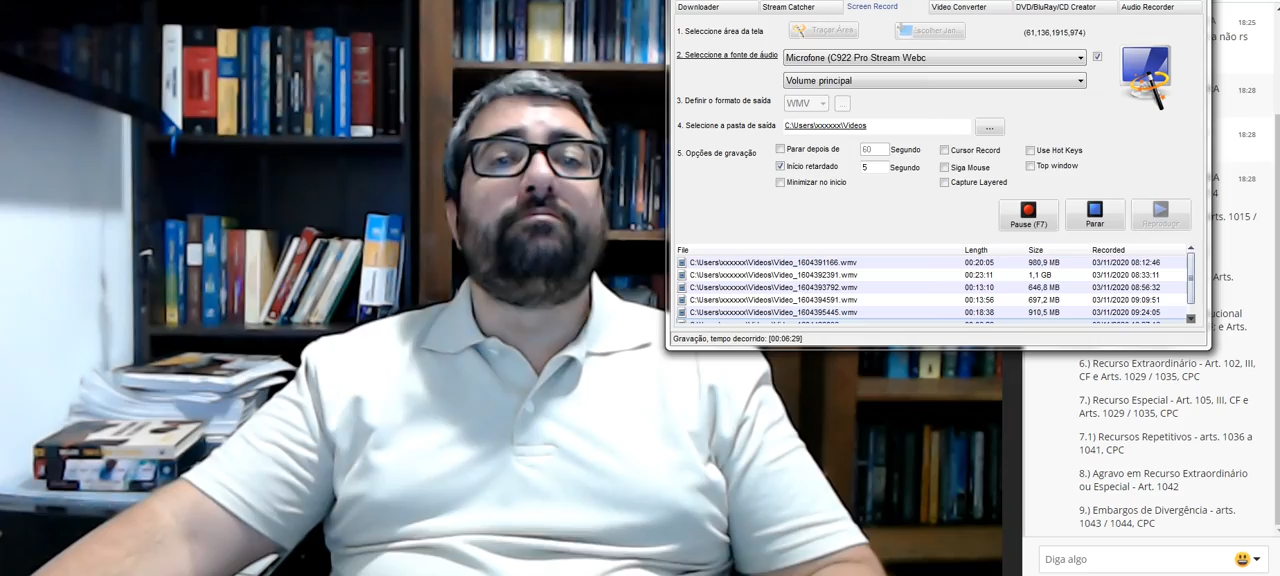 Downloader
Stream Catcher
Screen Record
Video Converter
DVD/BluRay/CD Creator
Audio Recorder
1. Seleccione área da tela
Traçar Área
Escolher Jan...
(61,136,1915,974)
2. Seleccione a fonte de áudio
Microfone (C922 Pro Stream Webc
Volume principal
3. Definir o formato de saída
WMV
...
4. Selecione a pasta de saída
C:\Users\xxxxxx\Videos
...
5. Opções de gravação
Parar depois de
60
Segundo
Cursor Record
Use Hot Keys
Início retardado
5
Segundo
Siga Mouse
Top window
Minimizar no início
Capture Layered
Pause (F7)
Parar
Reproduzir
File
Length
Size
Recorded
C:\Users\xxxxxx\Videos\Video_1604391166.wmv 00:20:05 980,9 MB 03/11/2020 08:12:46
C:\Users\xxxxxx\Videos\Video_1604392391.wmv 00:23:11 1,1 GB 03/11/2020 08:33:11
C:\Users\xxxxxx\Videos\Video_1604393792.wmv 00:13:10 646,8 MB 03/11/2020 08:56:32
C:\Users\xxxxxx\Videos\Video_1604394591.wmv 00:13:56 697,2 MB 03/11/2020 09:09:51
C:\Users\xxxxxx\Videos\Video_1604395445.wmv 00:18:38 910,5 MB 03/11/2020 09:24:05
Gravação, tempo decorrido: [00:06:29]
A
18:25
não rs
A
18:28
18:28
A
18:28
4
rts. 1015 /
Arts.
cional
; e Arts.
6.) Recurso Extraordinário - Art. 102, III,
CF e Arts. 1029 / 1035, CPC
7.) Recurso Especial - Art. 105, III, CF e
Arts. 1029 / 1035, CPC
7.1) Recursos Repetitivos - arts. 1036 a
1041, CPC
8.) Agravo em Recurso Extraordinário
ou Especial - Art. 1042
9.) Embargos de Divergência - arts.
1043 / 1044, CPC
Diga algo